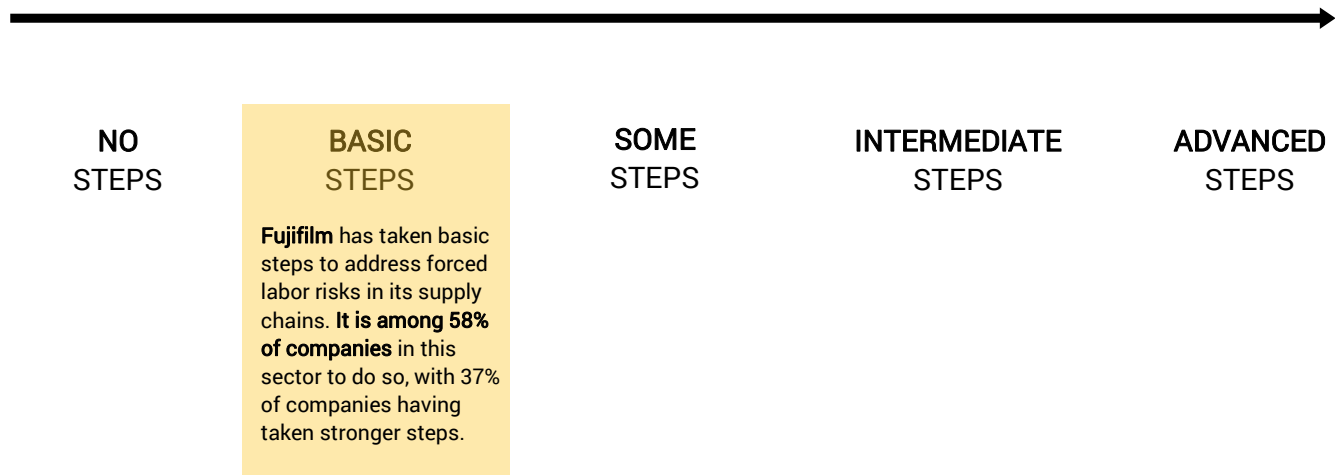 NO
STEPS
BASIC
STEPS
Fujifilm has taken basic
steps to address forced
labor risks in its supply
chains. It is among 58%
of companies in this
sector to do so, with 37%
of companies having
taken stronger steps.
SOME
STEPS
INTERMEDIATE
STEPS
ADVANCED
STEPS